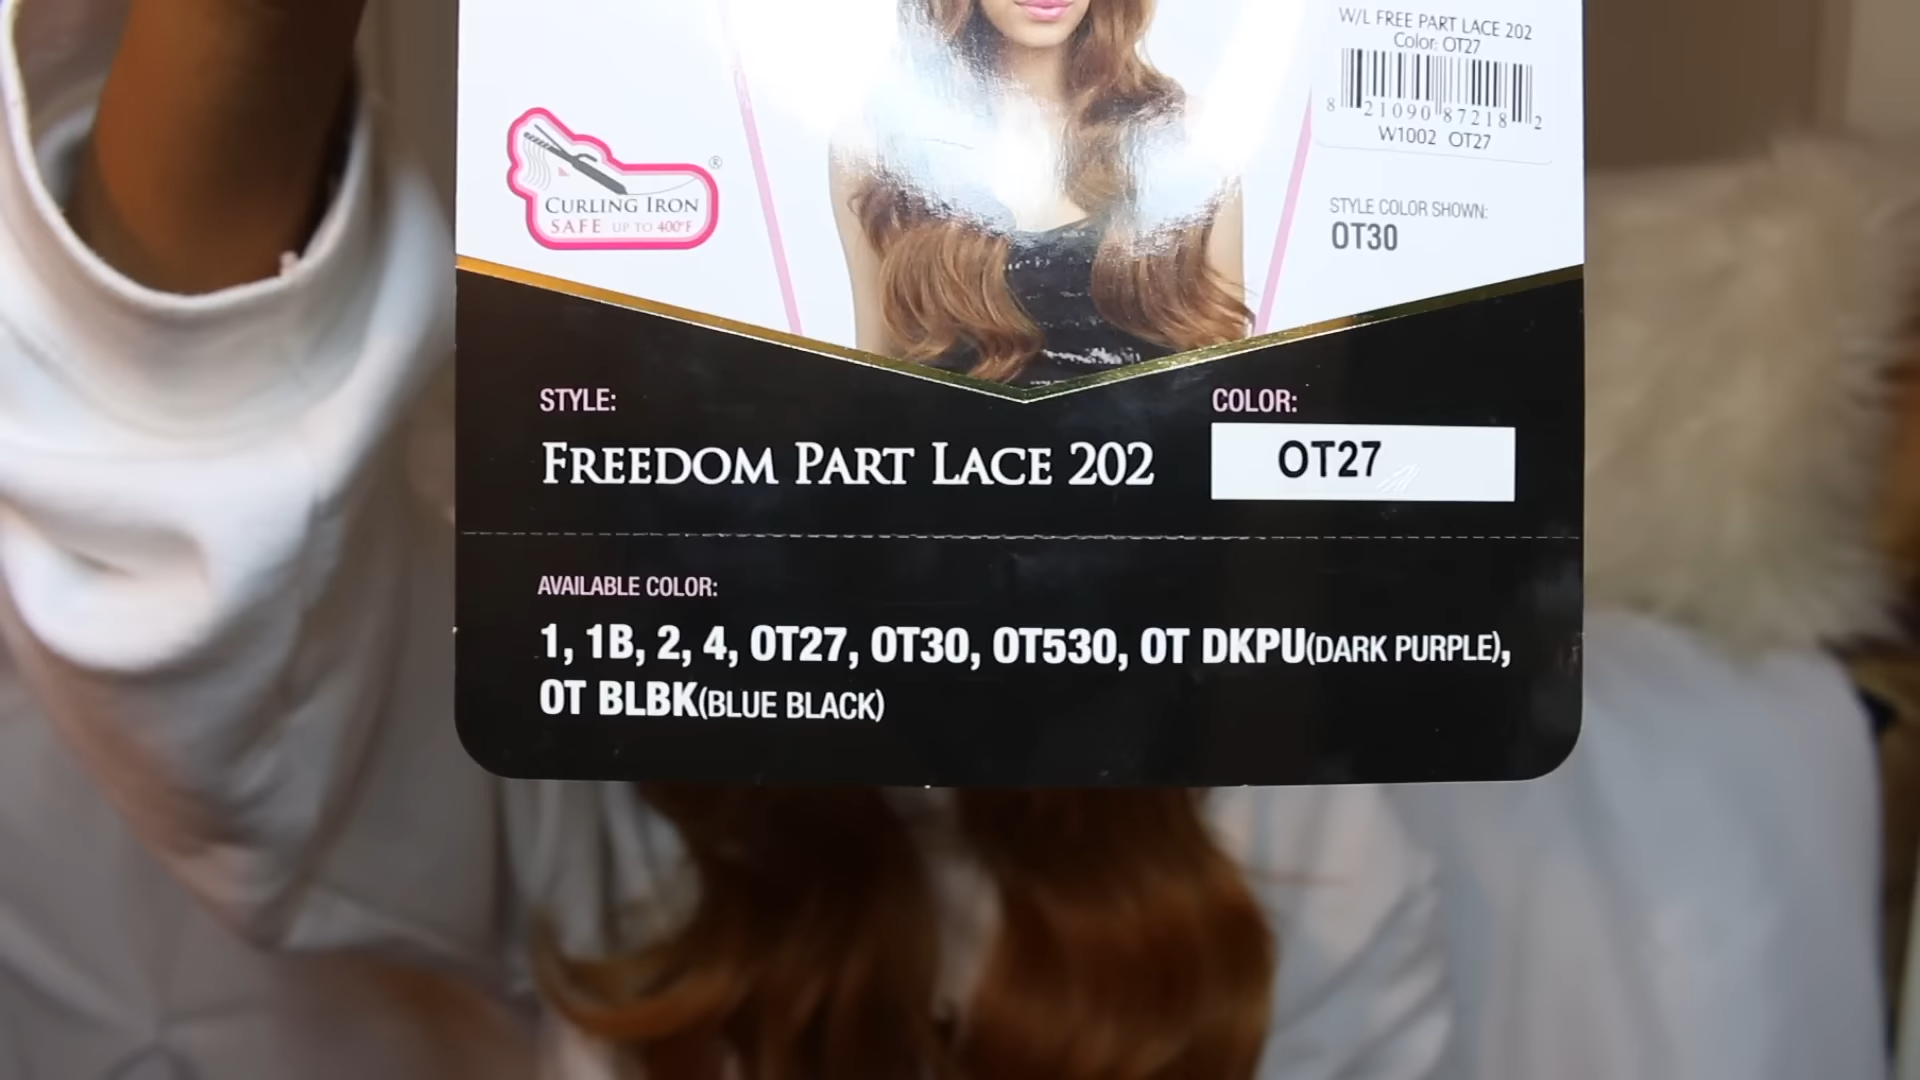 W/L FREE PART LACE 202
Color: OT27
8 21090 87218 2
W1002 OT27
®
CURLING IRON
SAFE UP TO 400°F
STYLE COLOR SHOWN:
OT30
STYLE:
COLOR:
FREEDOM PART LACE 202
OT27
AVAILABLE COLOR:
1, 1B, 2, 4, OT27, OT30, OT530, OT DKPU(DARK PURPLE),
OT BLBK(BLUE BLACK)